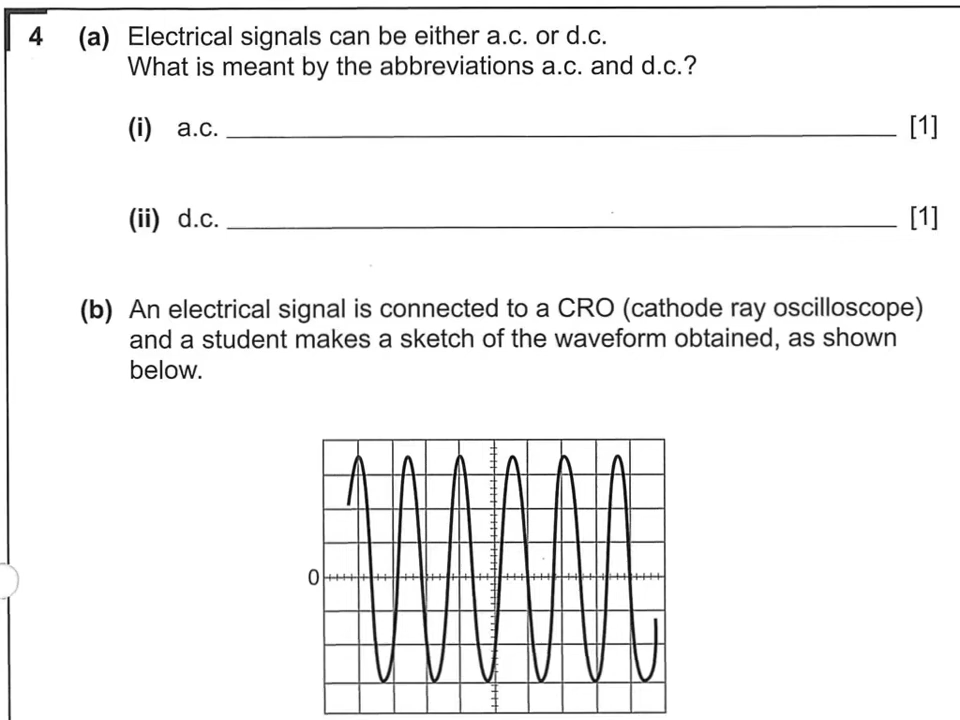 4 (a) Electrical signals can be either a.c. or d.c.
What is meant by the abbreviations a.c. and d.c.?
(i) a.c. [1]
(ii) d.c. [1]
(b) An electrical signal is connected to a CRO (cathode ray oscilloscope)
and a student makes a sketch of the waveform obtained, as shown
below.
0